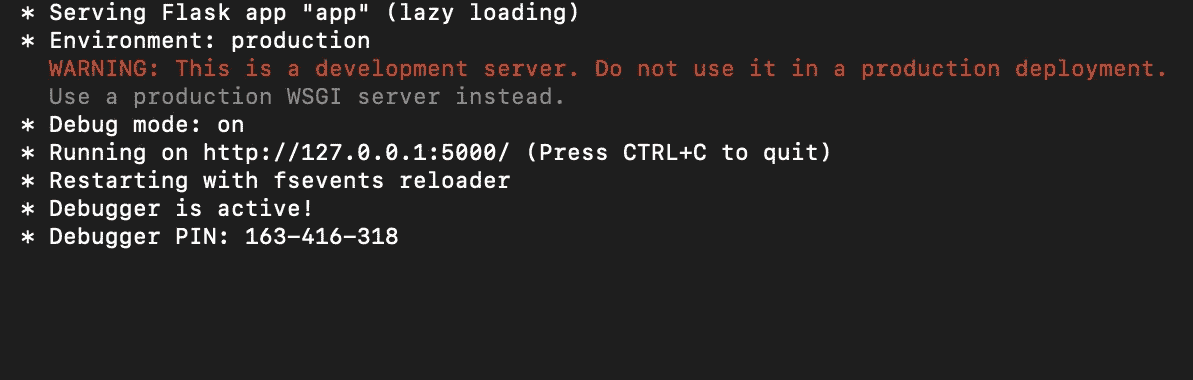 * Serving Flask app "app" (lazy loading)
* Environment: production
WARNING: This is a development server. Do not use it in a production deployment.
Use a production WSGI server instead.
* Debug mode: on
* Running on http://127.0.0.1:5000/ (Press CTRL+C to quit)
* Restarting with fsevents reloader
* Debugger is active!
* Debugger PIN: 163-416-318